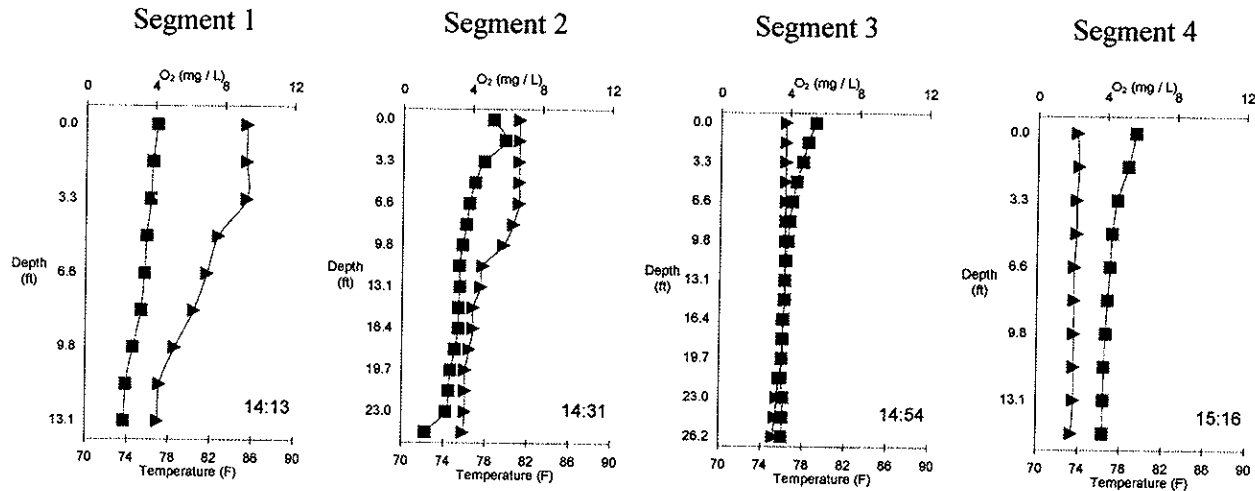 Segment 1
O₂ (mg / L)
0 4 8 12
0.0
3.3
Depth
(ft)
6.6
9.8
13.1
14:13
70 74 78 82 86 90
Temperature (F)
Segment 2
O₂ (mg / L)
0 4 8 12
0.0
3.3
6.6
9.8
Depth
(ft)
13.1
16.4
19.7
23.0
14:31
70 74 78 82 86 90
Temperature (F)
Segment 3
O₂ (mg / L)
0 4 8 12
0.0
3.3
6.6
9.8
Depth
(ft)
13.1
16.4
19.7
23.0
26.2
14:54
70 74 78 82 86 90
Temperature (F)
Segment 4
O₂ (mg / L)
0 4 8 12
0.0
3.3
Depth
(ft)
6.6
9.8
13.1
15:16
70 74 78 82 86 90
Temperature (F)